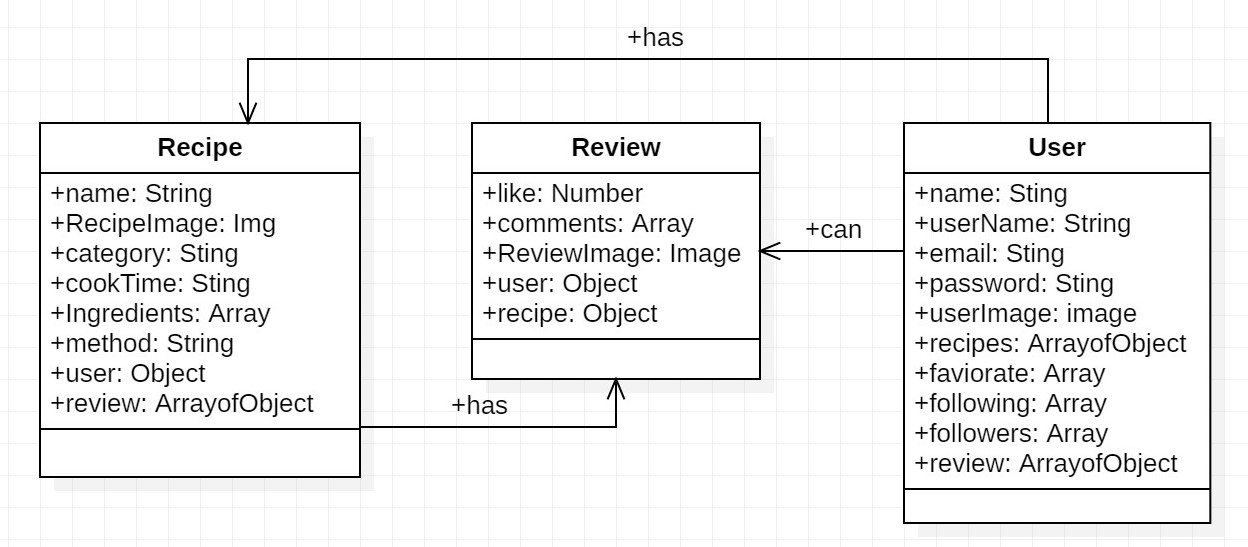 +has
Recipe
+name: String
+RecipeImage: Img
+category: Sting
+cookTime: Sting
+Ingredients: Array
+method: String
+user: Object
+review: ArrayofObject
+has
Review
+like: Number
+comments: Array
+ReviewImage: Image
+user: Object
+recipe: Object
+can
User
+name: Sting
+userName: String
+email: Sting
+password: Sting
+userImage: image
+recipes: ArrayofObject
+faviorate: Array
+following: Array
+followers: Array
+review: ArrayofObject